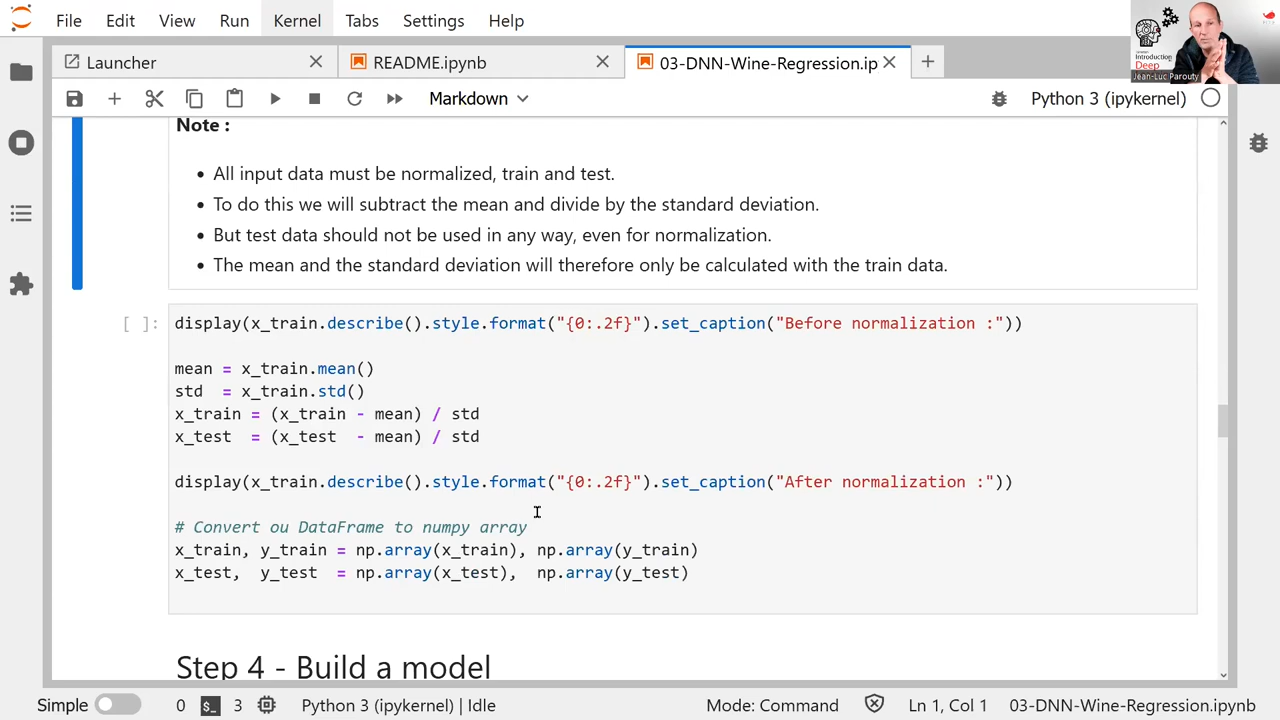 File Edit View Run Kernel Tabs Settings Help
Introduction
Deep
Jean-Luc Parouty
Launcher README.ipynb 03-DNN-Wine-Regression.ip
Markdown Python 3 (ipykernel)
Note :
All input data must be normalized, train and test.
To do this we will subtract the mean and divide by the standard deviation.
But test data should not be used in any way, even for normalization.
The mean and the standard deviation will therefore only be calculated with the train data.
[ ]: display(x_train.describe().style.format("{0:.2f}").set_caption("Before normalization :"))
mean = x_train.mean()
std = x_train.std()
x_train = (x_train - mean) / std
x_test = (x_test - mean) / std
display(x_train.describe().style.format("{0:.2f}").set_caption("After normalization :"))
# Convert ou DataFrame to numpy array
x_train, y_train = np.array(x_train), np.array(y_train)
x_test, y_test = np.array(x_test), np.array(y_test)
Step 4 - Build a model
Simple 0 $_ 3 Python 3 (ipykernel) | Idle Mode: Command Ln 1, Col 1 03-DNN-Wine-Regression.ipynb